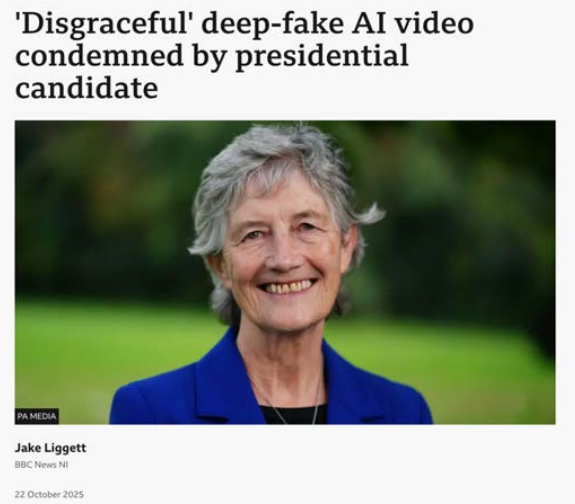 'Disgraceful' deep-fake AI video
condemned by presidential
candidate
PA MEDIA
Jake Liggett
BBC News NI
22 October 2025